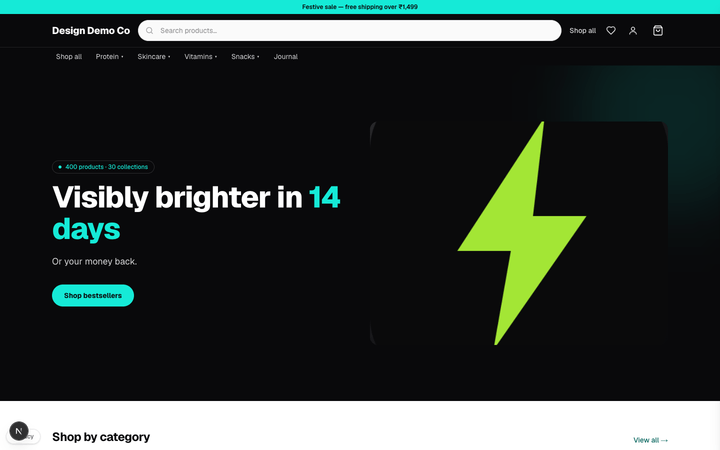 Festive sale — free shipping over ₹1,499
Design Demo Co
Search products...
Shop all
Shop all
Protein
Skincare
Vitamins
Snacks
Journal
400 products · 30 collections
Visibly brighter in 14
days
Or your money back.
Shop bestsellers
N
Shop by category
View all →